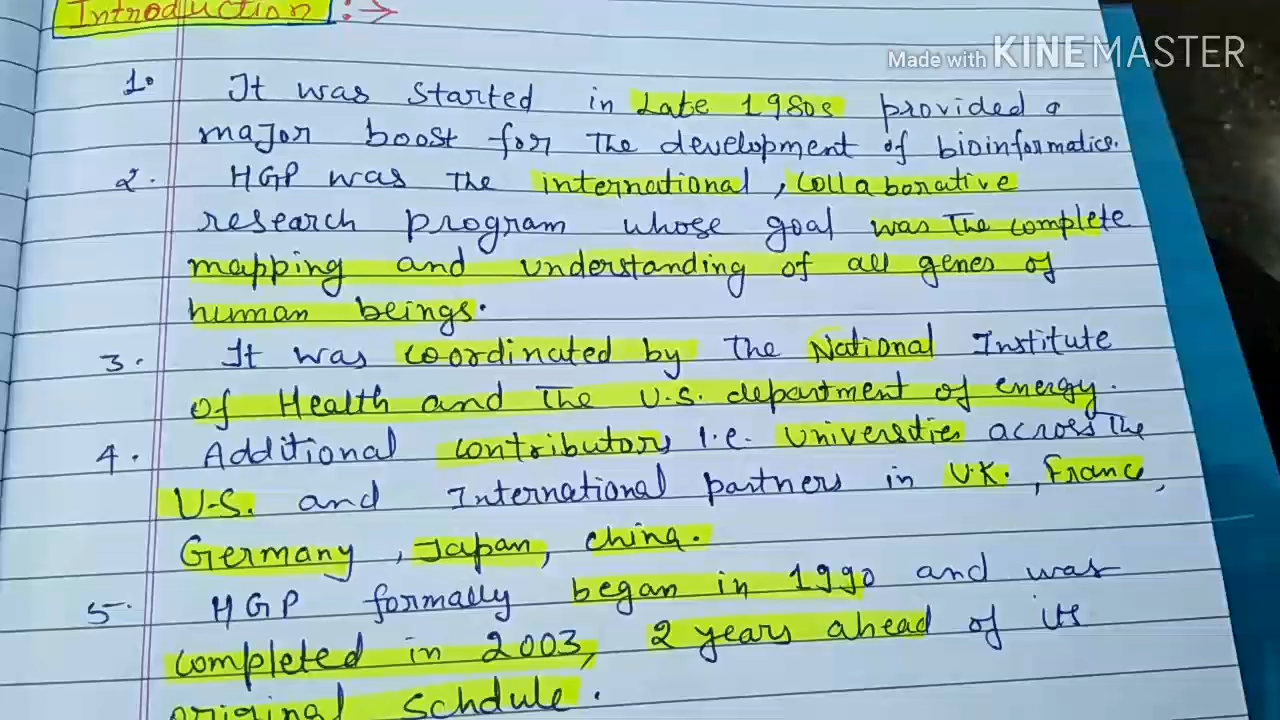 Introduction :→
Made with KINEMASTER
1. It was started in Late 1980s provided a
major boost for the development of bioinformatics.
2. HGP was the international, collaborative
research program whose goal was the complete
mapping and understanding of all genes of
human beings.
3. It was coordinated by the National Institute
of Health and the U.S. department of energy.
4. Additional contributors i.e. Universties across the
U.S. and International partners in U.K., France,
Germany, Japan, china.
5. HGP formally began in 1990 and was
completed in 2003, 2 years ahead of its
original schdule.